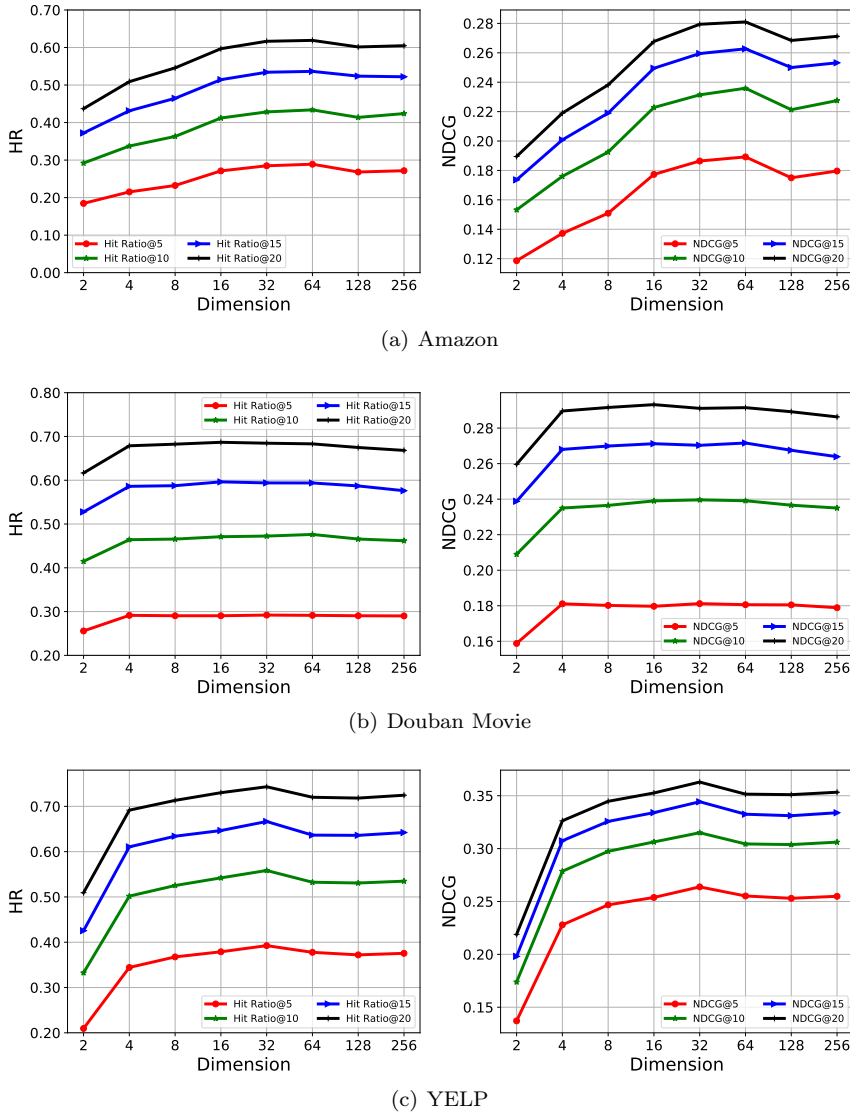 0.70
0.60
0.50
0.40
0.30
0.20
0.10
0.00
HR
Hit Ratio@5
Hit Ratio@10
Hit Ratio@15
Hit Ratio@20
2 4 8 16 32 64 128 256
Dimension
0.28
0.26
0.24
0.22
0.20
0.18
0.16
0.14
0.12
NDCG
NDCG@5
NDCG@10
NDCG@15
NDCG@20
2 4 8 16 32 64 128 256
Dimension
(a) Amazon
0.80
0.70
0.60
0.50
0.40
0.30
0.20
HR
Hit Ratio@5
Hit Ratio@10
Hit Ratio@15
Hit Ratio@20
2 4 8 16 32 64 128 256
Dimension
0.28
0.26
0.24
0.22
0.20
0.18
0.16
NDCG
NDCG@5
NDCG@10
NDCG@15
NDCG@20
2 4 8 16 32 64 128 256
Dimension
(b) Douban Movie
0.70
0.60
0.50
0.40
0.30
0.20
HR
Hit Ratio@5
Hit Ratio@10
Hit Ratio@15
Hit Ratio@20
2 4 8 16 32 64 128 256
Dimension
0.35
0.30
0.25
0.20
0.15
NDCG
NDCG@5
NDCG@10
NDCG@15
NDCG@20
2 4 8 16 32 64 128 256
Dimension
(c) YELP